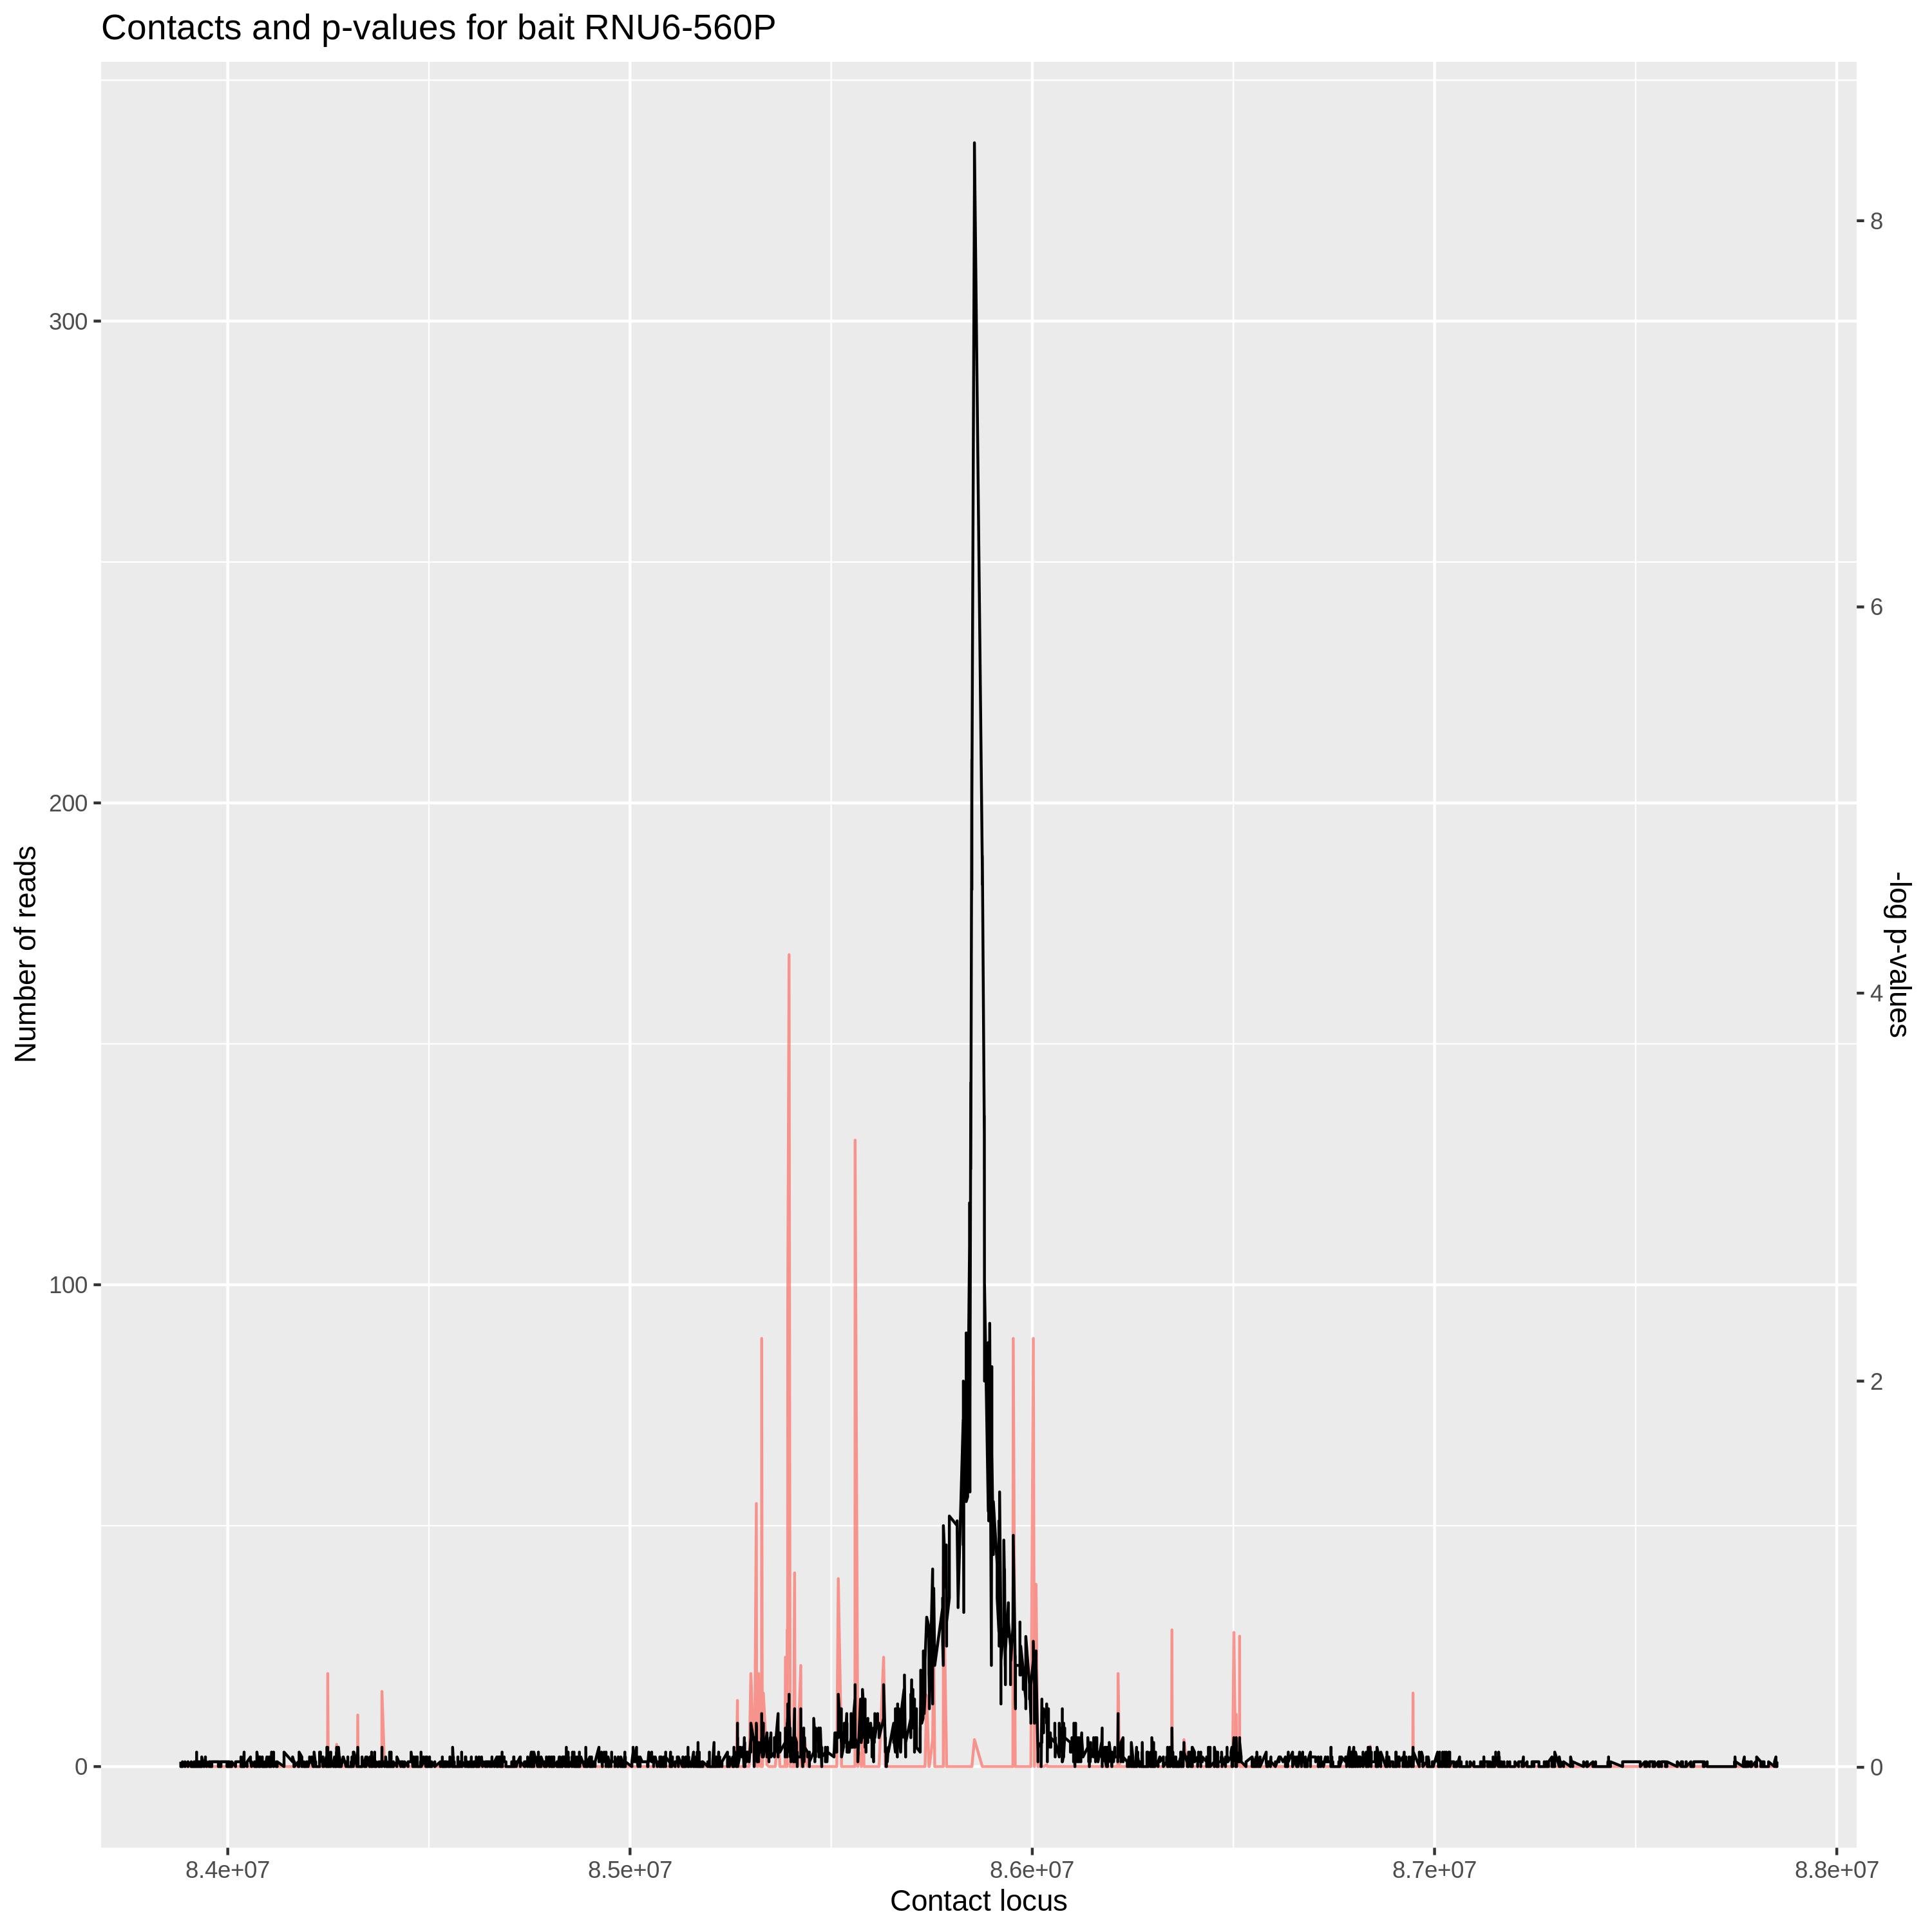 Contacts and p-values for bait RNU6-560P
300
200
100
0
Number of reads
8
6
4
2
0
-log p-values
8.4e+07
8.5e+07
8.6e+07
8.7e+07
8.8e+07
Contact locus